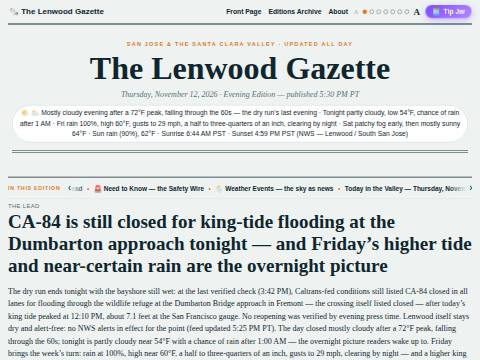 The Lenwood Gazette
Front Page Editions Archive About A A Tip Jar
SAN JOSE & THE SANTA CLARA VALLEY · UPDATED ALL DAY
The Lenwood Gazette
Thursday, November 12, 2026 · Evening Edition — published 5:30 PM PT
Mostly cloudy evening after a 72°F peak, falling through the 60s — the dry run's last evening · Tonight partly cloudy, low 54°F, chance of rain
after 1 AM · Fri rain 100%, high 60°F, gusts to 29 mph, a half to three-quarters of an inch, clearing by night · Sat patchy fog early, then mostly sunny
64°F · Sun rain (90%), 62°F · Sunrise 6:44 AM PST · Sunset 4:59 PM PST (NWS — Lenwood / South San Jose)
IN THIS EDITION ‹ ead • Need to Know — the Safety Wire • Weather Events — the sky as news • Today in the Valley — Thursday, Novem ›
THE LEAD
CA-84 is still closed for king-tide flooding at the
Dumbarton approach tonight — and Friday's higher tide
and near-certain rain are the overnight picture
The dry run ends tonight with the bayshore still wet: at the last verified check (3:42 PM), Caltrans-fed conditions still listed CA-84 closed in all
lanes for flooding through the wildlife refuge at the Dumbarton Bridge approach in Fremont — the crossing itself listed closed — after today's
king tide peaked at 12:10 PM, about 7.1 feet at the San Francisco gauge. No reopening was verified by press time. Lenwood itself stays
dry and alert-free: no NWS alerts in effect for the point (feed updated 5:25 PM PT). The day closed mostly cloudy after a 72°F peak, falling
through the 60s; tonight is partly cloudy near 54°F with a chance of rain after 1:00 AM — the overnight picture readers wake up to. Friday
brings the week's turn: rain at 100%, high near 60°F, a half to three-quarters of an inch, gusts to 29 mph, clearing by night — and a higher king